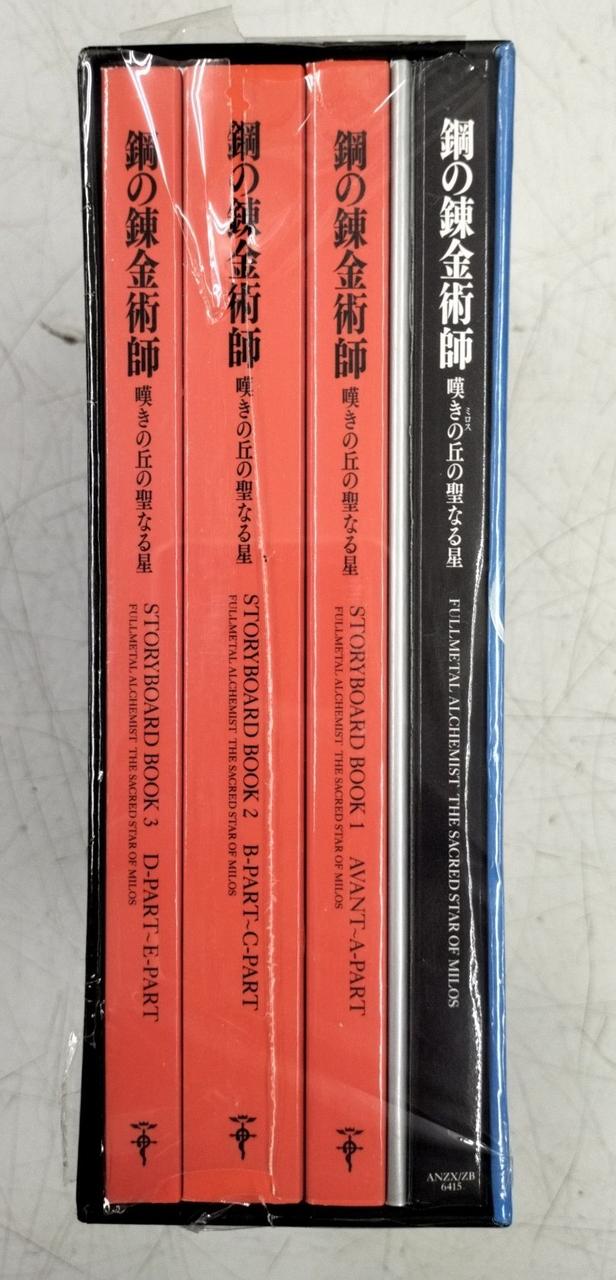 鋼の錬金術師 嘆きの丘の聖なる星
STORYBOARD BOOK 3 D-PART~E-PART
FULLMETAL ALCHEMIST THE SACRED STAR OF MILOS
鋼の錬金術師 嘆きの丘の聖なる星
STORYBOARD BOOK 2 B-PART~C-PART
FULLMETAL ALCHEMIST THE SACRED STAR OF MILOS
鋼の錬金術師 嘆きの丘の聖なる星
STORYBOARD BOOK 1 AVANT~A-PART
FULLMETAL ALCHEMIST THE SACRED STAR OF MILOS
鋼の錬金術師 嘆きの丘の聖なる星
ミロス
FULLMETAL ALCHEMIST THE SACRED STAR OF MILOS
ANZX/ZB
6415